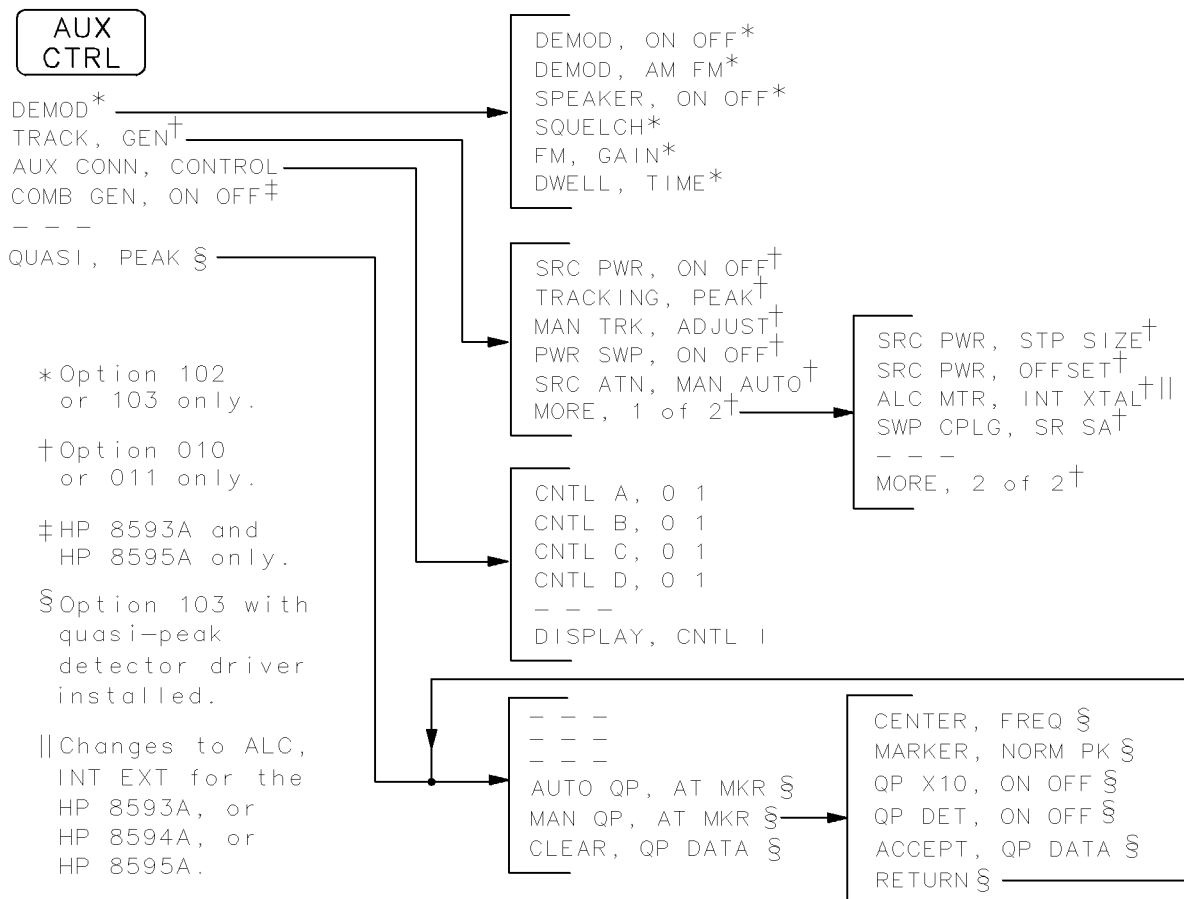 AUX
CTRL
DEMOD*
TRACK, GEN†
AUX CONN, CONTROL
COMB GEN, ON OFF‡
– – –
QUASI, PEAK §
* Option 102
or 103 only.
† Option 010
or 011 only.
‡ HP 8593A and
HP 8595A only.
§ Option 103 with
quasi–peak
detector driver
installed.
|| Changes to ALC,
INT EXT for the
HP 8593A, or
HP 8594A, or
HP 8595A.
DEMOD, ON OFF*
DEMOD, AM FM*
SPEAKER, ON OFF*
SQUELCH*
FM, GAIN*
DWELL, TIME*
SRC PWR, ON OFF†
TRACKING, PEAK†
MAN TRK, ADJUST†
PWR SWP, ON OFF†
SRC ATN, MAN AUTO†
MORE, 1 of 2†
SRC PWR, STP SIZE†
SRC PWR, OFFSET†
ALC MTR, INT XTAL†||
SWP CPLG, SR SA†
– – –
MORE, 2 of 2†
CNTL A, 0 1
CNTL B, 0 1
CNTL C, 0 1
CNTL D, 0 1
– – –
DISPLAY, CNTL I
– – –
– – –
– – –
AUTO QP, AT MKR §
MAN QP, AT MKR §
CLEAR, QP DATA §
CENTER, FREQ §
MARKER, NORM PK §
QP X10, ON OFF §
QP DET, ON OFF §
ACCEPT, QP DATA §
RETURN §